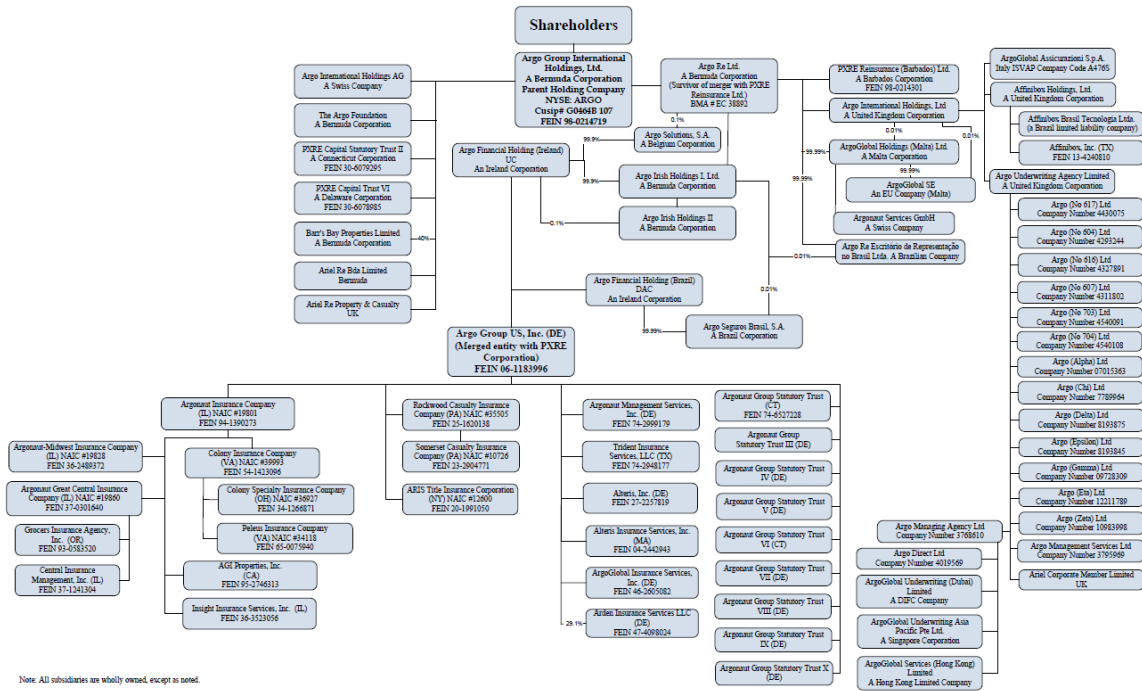 Shareholders
Argo Group International
Holdings, Ltd.
A Bermuda Corporation
Parent Holding Company
NYSE: ARGO
Cusip# G0464B 107
FEIN 98-0214719
Argo International Holdings AG
A Swiss Company
The Argo Foundation
A Bermuda Corporation
PXRE Capital Statutory Trust II
A Connecticut Corporation
FEIN 30-6079295
PXRE Capital Trust VI
A Delaware Corporation
FEIN 30-6078985
Barr's Bay Properties Limited
A Bermuda Corporation
40%
Ariel Re Bda Limited
Bermuda
Ariel Re Property & Casualty
UK
Argo Re Ltd.
A Bermuda Corporation
(Survivor of merger with PXRE
Reinsurance Ltd.)
BMA # EC 38892
0.1%
99.9%
Argo Solutions, S.A.
A Belgium Corporation
Argo Financial Holding (Ireland)
UC
An Ireland Corporation
99.9%
Argo Irish Holdings I, Ltd.
A Bermuda Corporation
0.1%
Argo Irish Holdings II
A Bermuda Corporation
Argo Financial Holding (Brazil)
DAC
An Ireland Corporation
99.99%
0.01%
Argo Seguros Brasil, S.A.
A Brazil Corporation
PXRE Reinsurance (Barbados) Ltd.
A Barbados Corporation
FEIN 98-0214301
Argo International Holdings, Ltd
A United Kingdom Corporation
0.01%
0.01%
99.99%
ArgoGlobal Holdings (Malta) Ltd.
A Malta Corporation
99.99%
99.99%
ArgoGlobal SE
An EU Company (Malta)
Argonaut Services GmbH
A Swiss Company
0.01%
Argo Re Escritório de Representação
no Brasil Ltda. A Brazilian Company
ArgoGlobal Assicurazioni S.p.A.
Italy ISVAP Company Code A476S
Affinibox Holdings, Ltd.
A United Kingdom Corporation
Affinibox Brasil Tecnologia Ltda.
(a Brazil limited liability company)
Affinibox, Inc. (TX)
FEIN 13-4240810
Argo Underwriting Agency Limited
A United Kingdom Corporation
Argo (No 617) Ltd
Company Number 4430075
Argo (No 604) Ltd
Company Number 4293244
Argo (No 616) Ltd
Company Number 4327891
Argo (No 607) Ltd
Company Number 4311802
Argo (No 703) Ltd
Company Number 4540091
Argo (No 704) Ltd
Company Number 4540108
Argo (Alpha) Ltd
Company Number 07015363
Argo (Chi) Ltd
Company Number 7789964
Argo (Delta) Ltd
Company Number 8193875
Argo (Epsilon) Ltd
Company Number 8193845
Argo (Gamma) Ltd
Company Number 09728309
Argo (Eta) Ltd
Company Number 12211789
Argo (Zeta) Ltd
Company Number 10983998
Argo Management Services Ltd
Company Number 3795969
Ariel Corporate Member Limited
UK
Argo Managing Agency Ltd
Company Number 3768610
Argo Direct Ltd
Company Number 4019569
ArgoGlobal Underwriting (Dubai)
Limited
A DIFC Company
ArgoGlobal Underwriting Asia
Pacific Pte Ltd.
A Singapore Corporation
ArgoGlobal Services (Hong Kong)
Limited
A Hong Kong Limited Company
Argo Group US, Inc. (DE)
(Merged entity with PXRE
Corporation)
FEIN 06-1183996
Argonaut Insurance Company
(IL) NAIC #19801
FEIN 94-1390273
Argonaut-Midwest Insurance Company
(IL) NAIC #19828
FEIN 36-2489372
Argonaut Great Central Insurance
Company (IL) NAIC #19860
FEIN 37-0301640
Grocers Insurance Agency,
Inc. (OR)
FEIN 93-0583520
Central Insurance
Management, Inc. (IL)
FEIN 37-1241304
Colony Insurance Company
(VA) NAIC #39993
FEIN 54-1423096
Colony Specialty Insurance Company
(OH) NAIC #36927
FEIN 34-1266871
Peleus Insurance Company
(VA) NAIC #34118
FEIN 65-0075940
AGI Properties, Inc.
(CA)
FEIN 95-2746313
Insight Insurance Services, Inc. (IL)
FEIN 36-3523056
Rockwood Casualty Insurance
Company (PA) NAIC #35505
FEIN 25-1620138
Somerset Casualty Insurance
Company (PA) NAIC #10726
FEIN 23-2904771
ARIS Title Insurance Corporation
(NY) NAIC #12600
FEIN 20-1991050
Argonaut Management Services,
Inc. (DE)
FEIN 74-2999179
Trident Insurance
Services, LLC (TX)
FEIN 74-2948177
Alteris, Inc. (DE)
FEIN 27-2257819
Alteris Insurance Services, Inc.
(MA)
FEIN 04-2442943
ArgoGlobal Insurance Services,
Inc. (DE)
FEIN 46-2605082
29.1%
Arden Insurance Services LLC
(DE)
FEIN 47-4098024
Argonaut Group Statutory Trust
(CT)
FEIN 74-6527228
Argonaut Group
Statutory Trust III (DE)
Argonaut Group Statutory Trust
IV (DE)
Argonaut Group Statutory Trust
V (DE)
Argonaut Group Statutory Trust
VI (CT)
Argonaut Group Statutory Trust
VII (DE)
Argonaut Group Statutory Trust
VIII (DE)
Argonaut Group Statutory Trust
IX (DE)
Argonaut Group Statutory Trust X
(DE)
Note: All subsidiaries are wholly owned, except as noted.